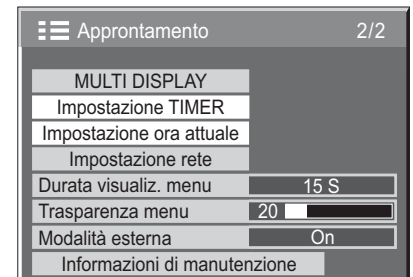 Approntamento 2/2
MULTI DISPLAY
Impostazione TIMER
Impostazione ora attuale
Impostazione rete
Durata visualiz. menu 15 S
Trasparenza menu 20
Modalità esterna On
Informazioni di manutenzione